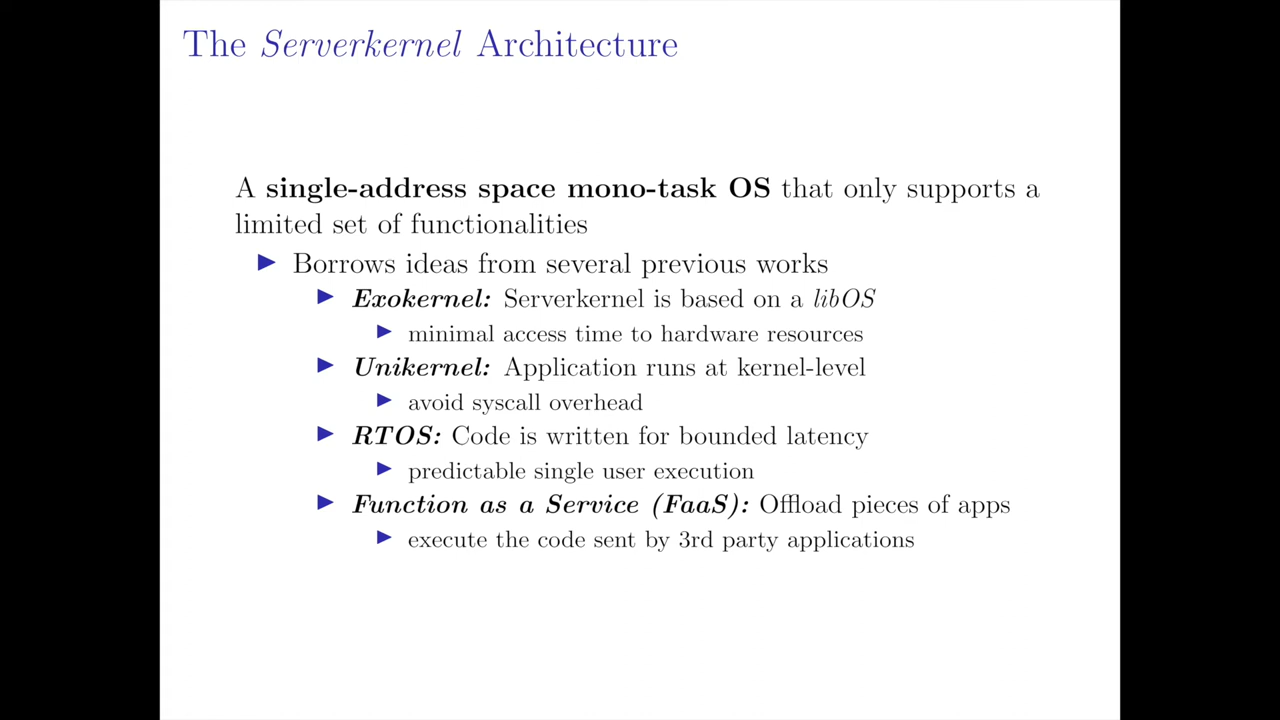 The Serverkernel Architecture
A single-address space mono-task OS that only supports a
limited set of functionalities
Borrows ideas from several previous works
Exokernel: Serverkernel is based on a libOS
minimal access time to hardware resources
Unikernel: Application runs at kernel-level
avoid syscall overhead
RTOS: Code is written for bounded latency
predictable single user execution
Function as a Service (FaaS): Offload pieces of apps
execute the code sent by 3rd party applications